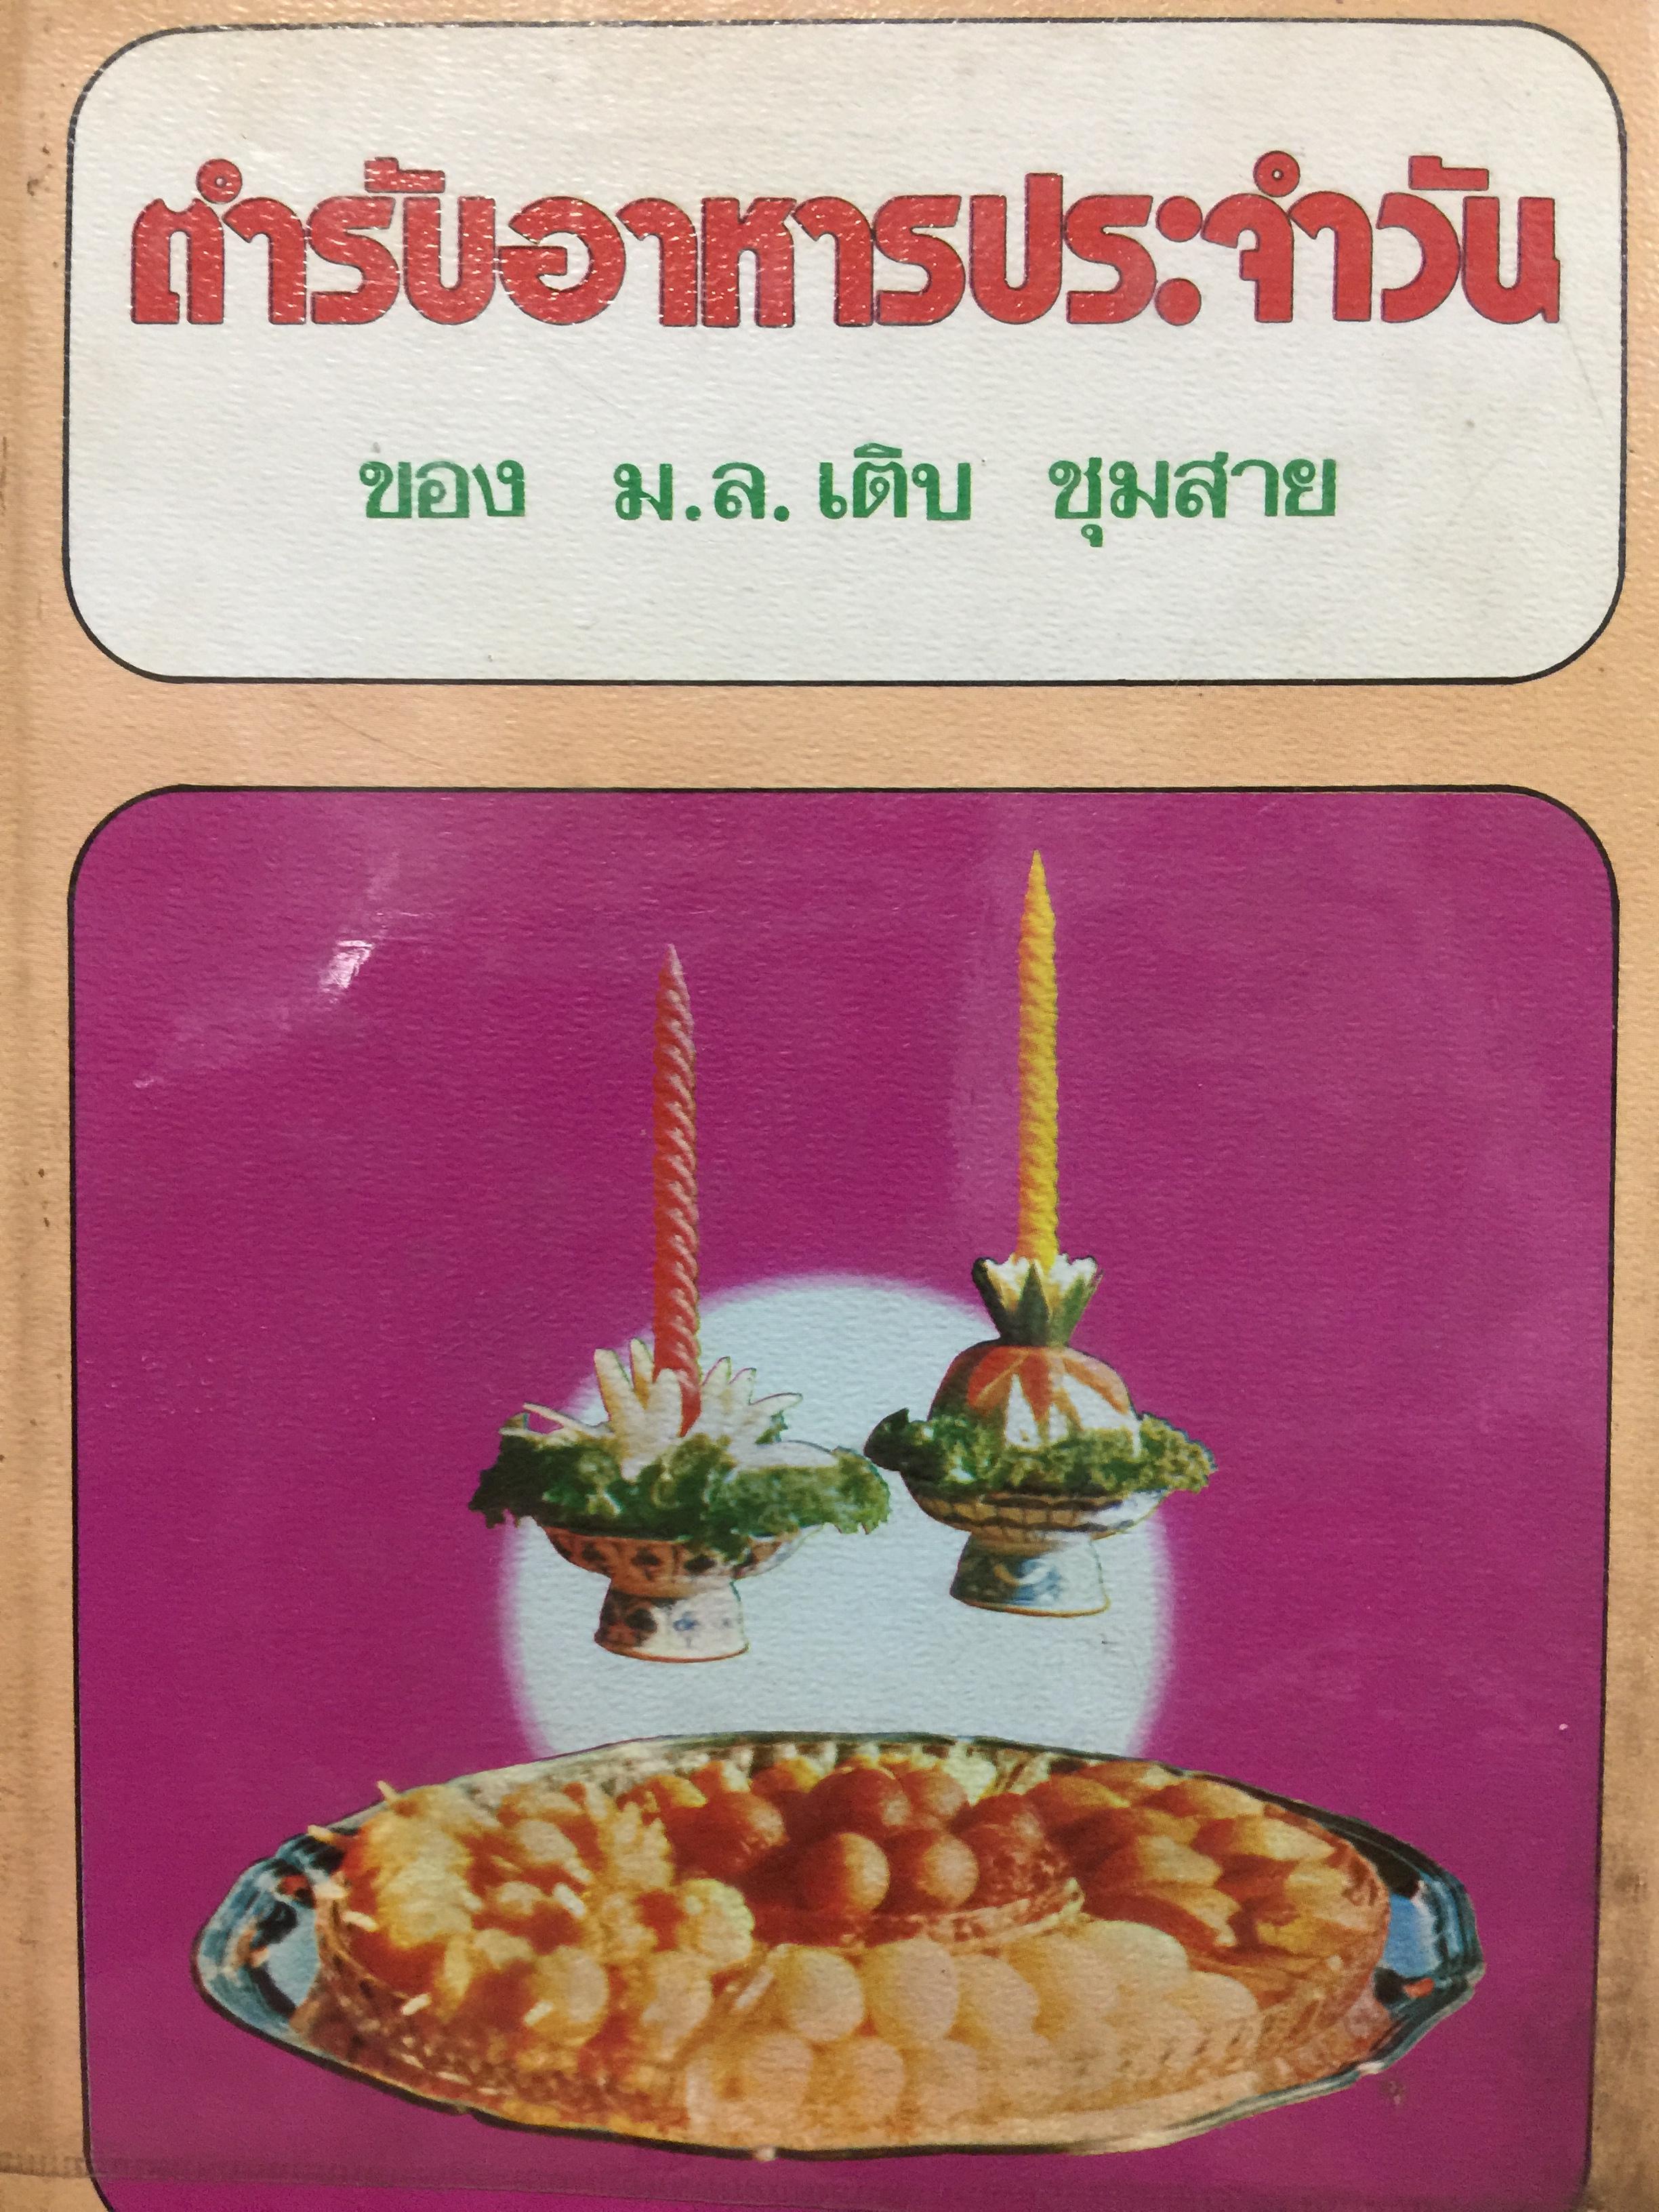 ตำรับอาหารประจำวัน
ของ ม.ล. เติบ ชุมสาย